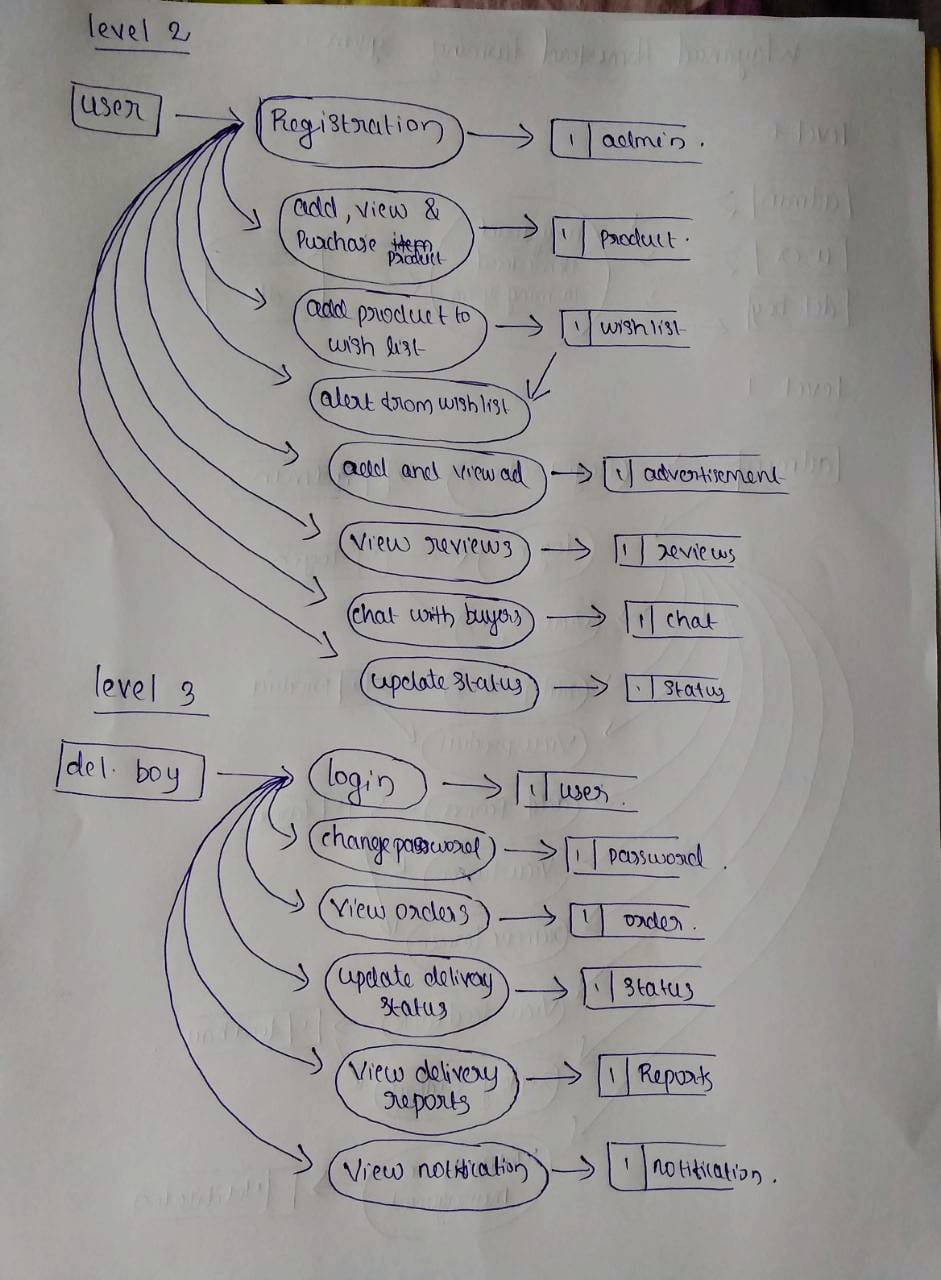 level 2
user
Registration
1 admin.
add, view &
Purchase item
product
1 Product.
add product to
wish list
1 wishlist
alert from wishlist
add and view ad
1 advertisement
View reviews
1 reviews
chat with buyers
1 chat
update status
1 status
level 3
del. boy
login
1 user.
change password
1 password.
View orders
1 order.
update delivery
status
1 status
View delivery
reports
1 Reports
View notification
1 notification.